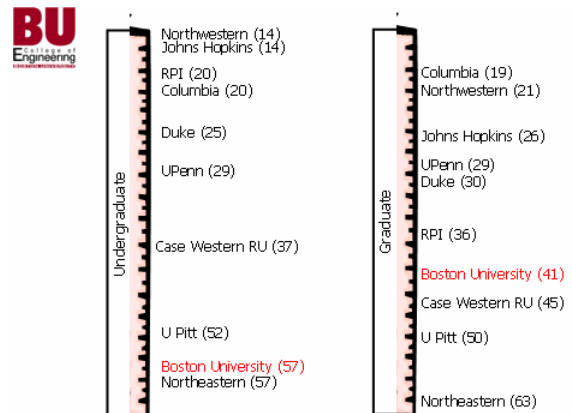 BU
College of
Engineering
BOSTON UNIVERSITY
Undergraduate
Northwestern (14)
Johns Hopkins (14)
RPI (20)
Columbia (20)
Duke (25)
UPenn (29)
Case Western RU (37)
U Pitt (52)
Boston University (57)
Northeastern (57)
Graduate
Columbia (19)
Northwestern (21)
Johns Hopkins (26)
UPenn (29)
Duke (30)
RPI (36)
Boston University (41)
Case Western RU (45)
U Pitt (50)
Northeastern (63)